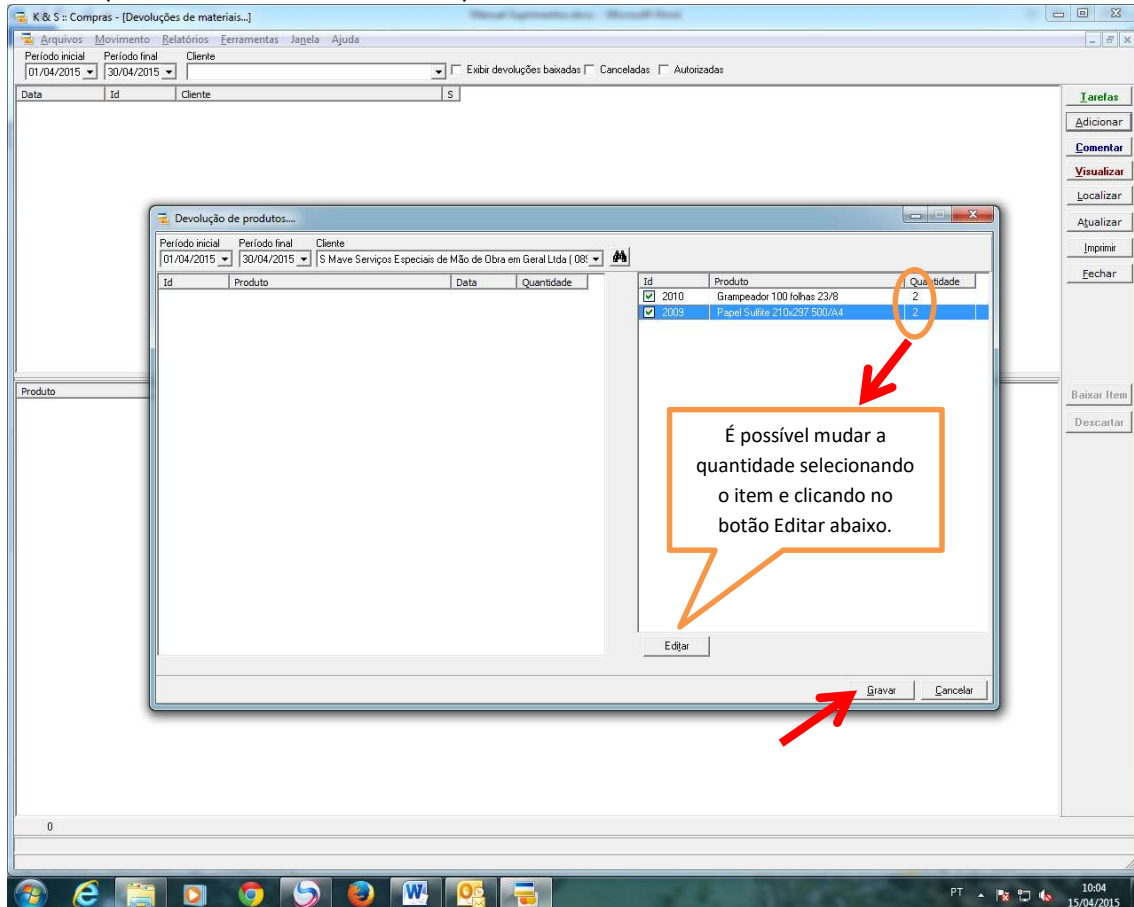 K & S :: Compras - [Devoluções de materiais...]
Arquivos Movimento Relatórios Ferramentas Janela Ajuda
Período inicial Período final Cliente
01/04/2015 30/04/2015 Exibir devoluções baixadas Canceladas Autorizadas
Data Id Cliente S
Tarefas
Adicionar
Comentar
Visualizar
Localizar
Atualizar
Imprimir
Fechar
Devolução de produtos....
Período inicial Período final Cliente
01/04/2015 30/04/2015 S Mave Serviços Especiais de Mão de Obra em Geral Ltda ( 08
Id Produto Data Quantidade
Id Produto Quantidade
2010 Grampeador 100 folhas 23/8 2
2009 Papel Sulfite 210x297 500/A4 2
É possível mudar a
quantidade selecionando
o item e clicando no
botão Editar abaixo.
Editar
Gravar Cancelar
Produto
Baixar Item
Descartar
0
PT 10:04
15/04/2015